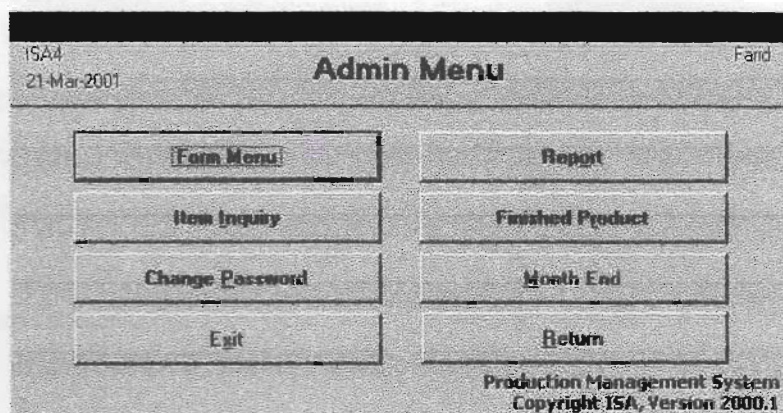 ISA4
Farid
21-Mar-2001
Admin Menu
Form Menu
Report
Item Inquiry
Finished Product
Change Password
Month End
Exit
Return
Production Management System
Copyright ISA, Version 2000.1